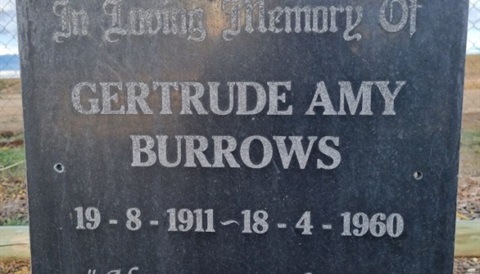 In Loving Memory Of
GERTRUDE AMY
BURROWS
19 - 8 - 1911 ~ 18 - 4 - 1960